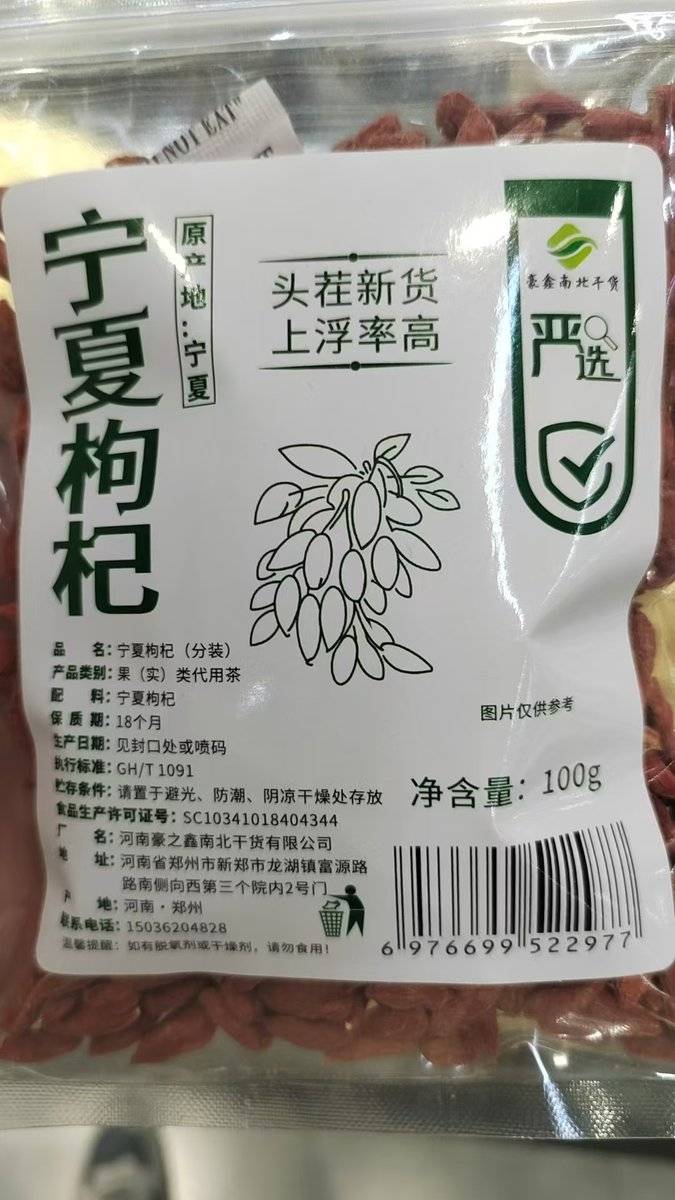 NOT EAT"
宁夏枸杞
原产地:宁夏
头茬新货
上浮率高
豪鑫南北干货
严选
图片仅供参考
品 名:宁夏枸杞(分装)
产品类别:果(实)类代用茶
配 料:宁夏枸杞
保 质 期:18个月
生产日期:见封口处或喷码
执行标准:GH/T 1091
贮存条件:请置于避光、防潮、阴凉干燥处存放
食品生产许可证号:SC10341018404344
厂 名:河南豪之鑫南北干货有限公司
地 址:河南省郑州市新郑市龙湖镇富源路
路南侧向西第三个院内2号门
产 地:河南·郑州
联系电话:15036204828
温馨提醒:如有脱氧剂或干燥剂,请勿食用!
净含量:100g
6 976699 522977